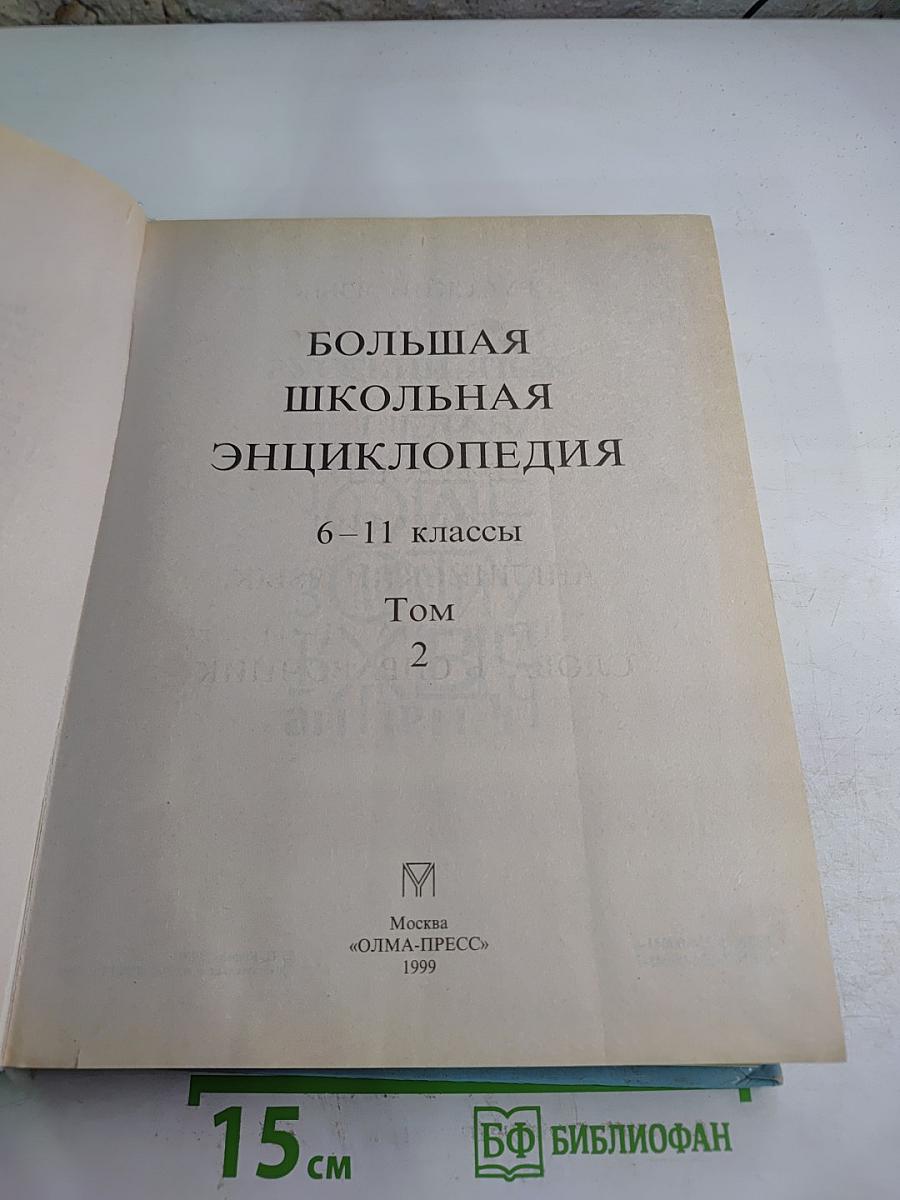 БОЛЬШАЯ
ШКОЛЬНАЯ
ЭНЦИКЛОПЕДИЯ
6–11 классы
Том
2
Москва
«ОЛМА-ПРЕСС»
1999
15 см
БФ БИБЛИОФАН